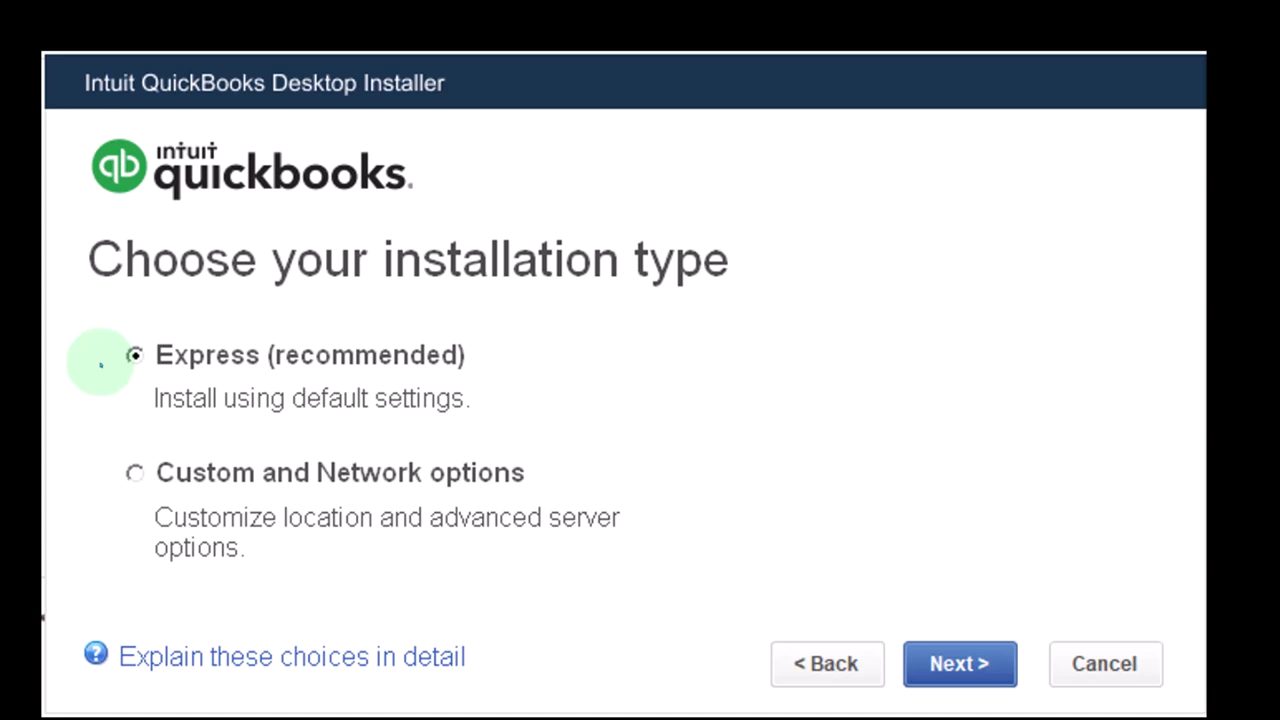 Intuit QuickBooks Desktop Installer
qb intuit quickbooks.
Choose your installation type
Express (recommended)
Install using default settings.
Custom and Network options
Customize location and advanced server
options.
? Explain these choices in detail
< Back
Next >
Cancel